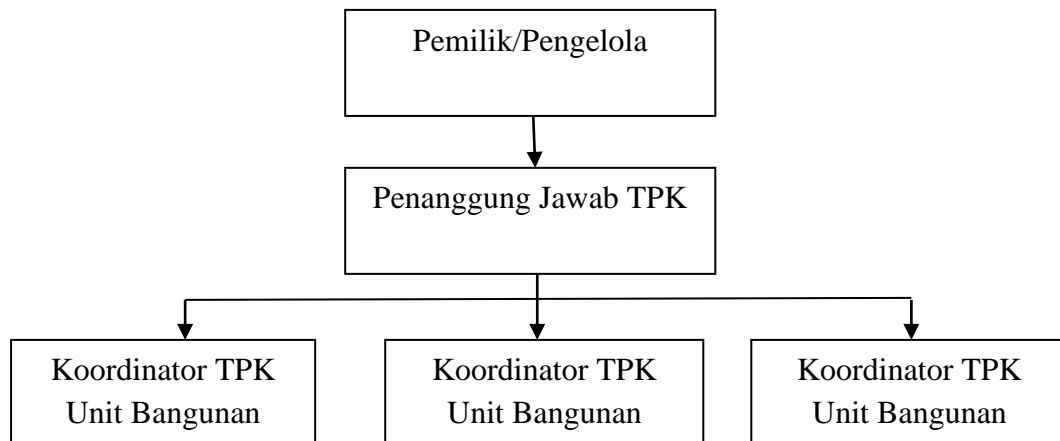 Pemilik/Pengelola
Penanggung Jawab TPK
Koordinator TPK
Unit Bangunan
Koordinator TPK
Unit Bangunan
Koordinator TPK
Unit Bangunan